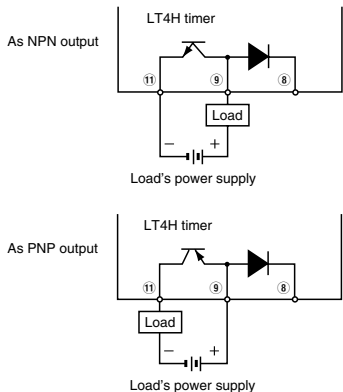 LT4H timer
As NPN output
⑪ ⑨ ⑧
Load
− +
Load's power supply
LT4H timer
As PNP output
⑪ ⑨ ⑧
Load
− +
Load's power supply